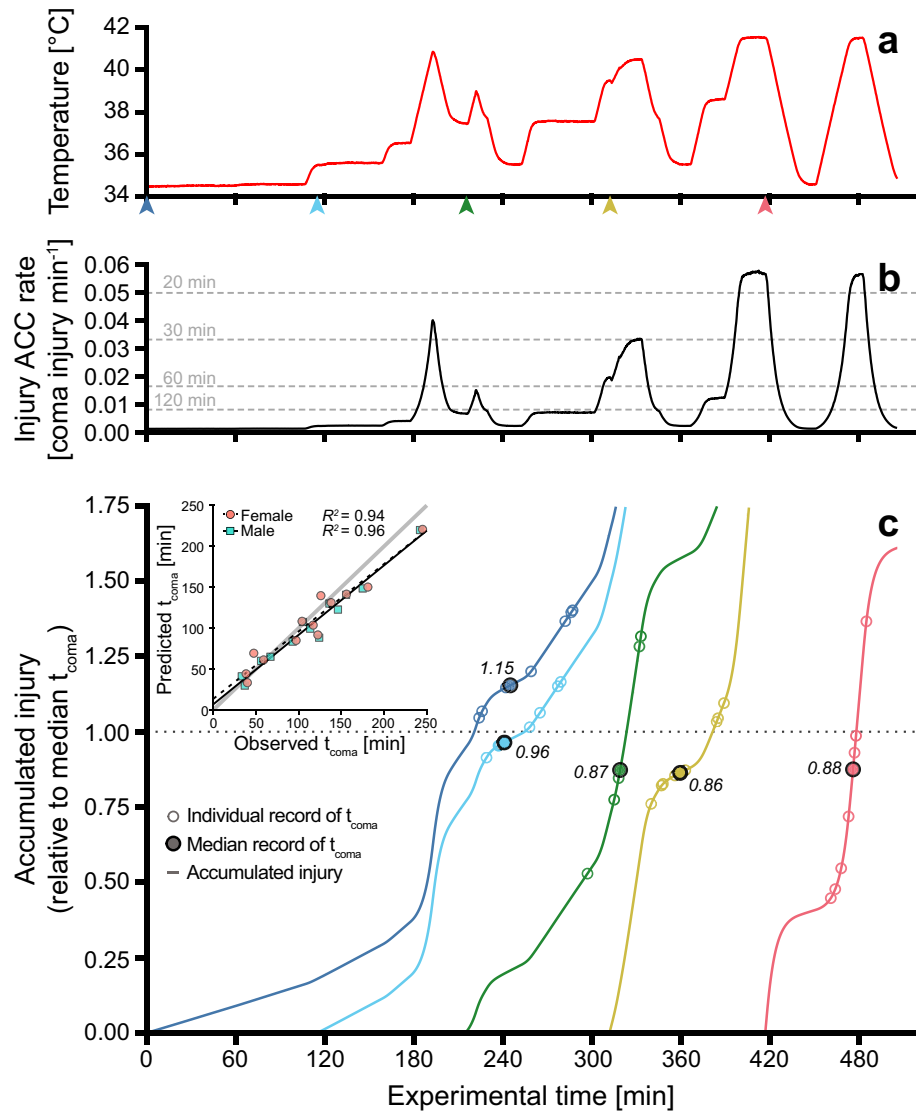 a
Temperature [°C]
42
40
38
36
34
b
Injury ACC rate
[coma injury min⁻¹]
0.06
0.05
0.04
0.03
0.02
0.01
0.00
20 min
30 min
60 min
120 min
c
Accumulated injury
(relative to median t_coma)
1.75
1.50
1.25
1.00
0.75
0.50
0.25
0.00
Predicted t_coma [min]
250
200
150
100
50
0
Female R² = 0.94
Male R² = 0.96
0 50 100 150 200 250
Observed t_coma [min]
1.15
0.96
0.87
0.86
0.88
Individual record of t_coma
Median record of t_coma
Accumulated injury
0 60 120 180 240 300 360 420 480
Experimental time [min]